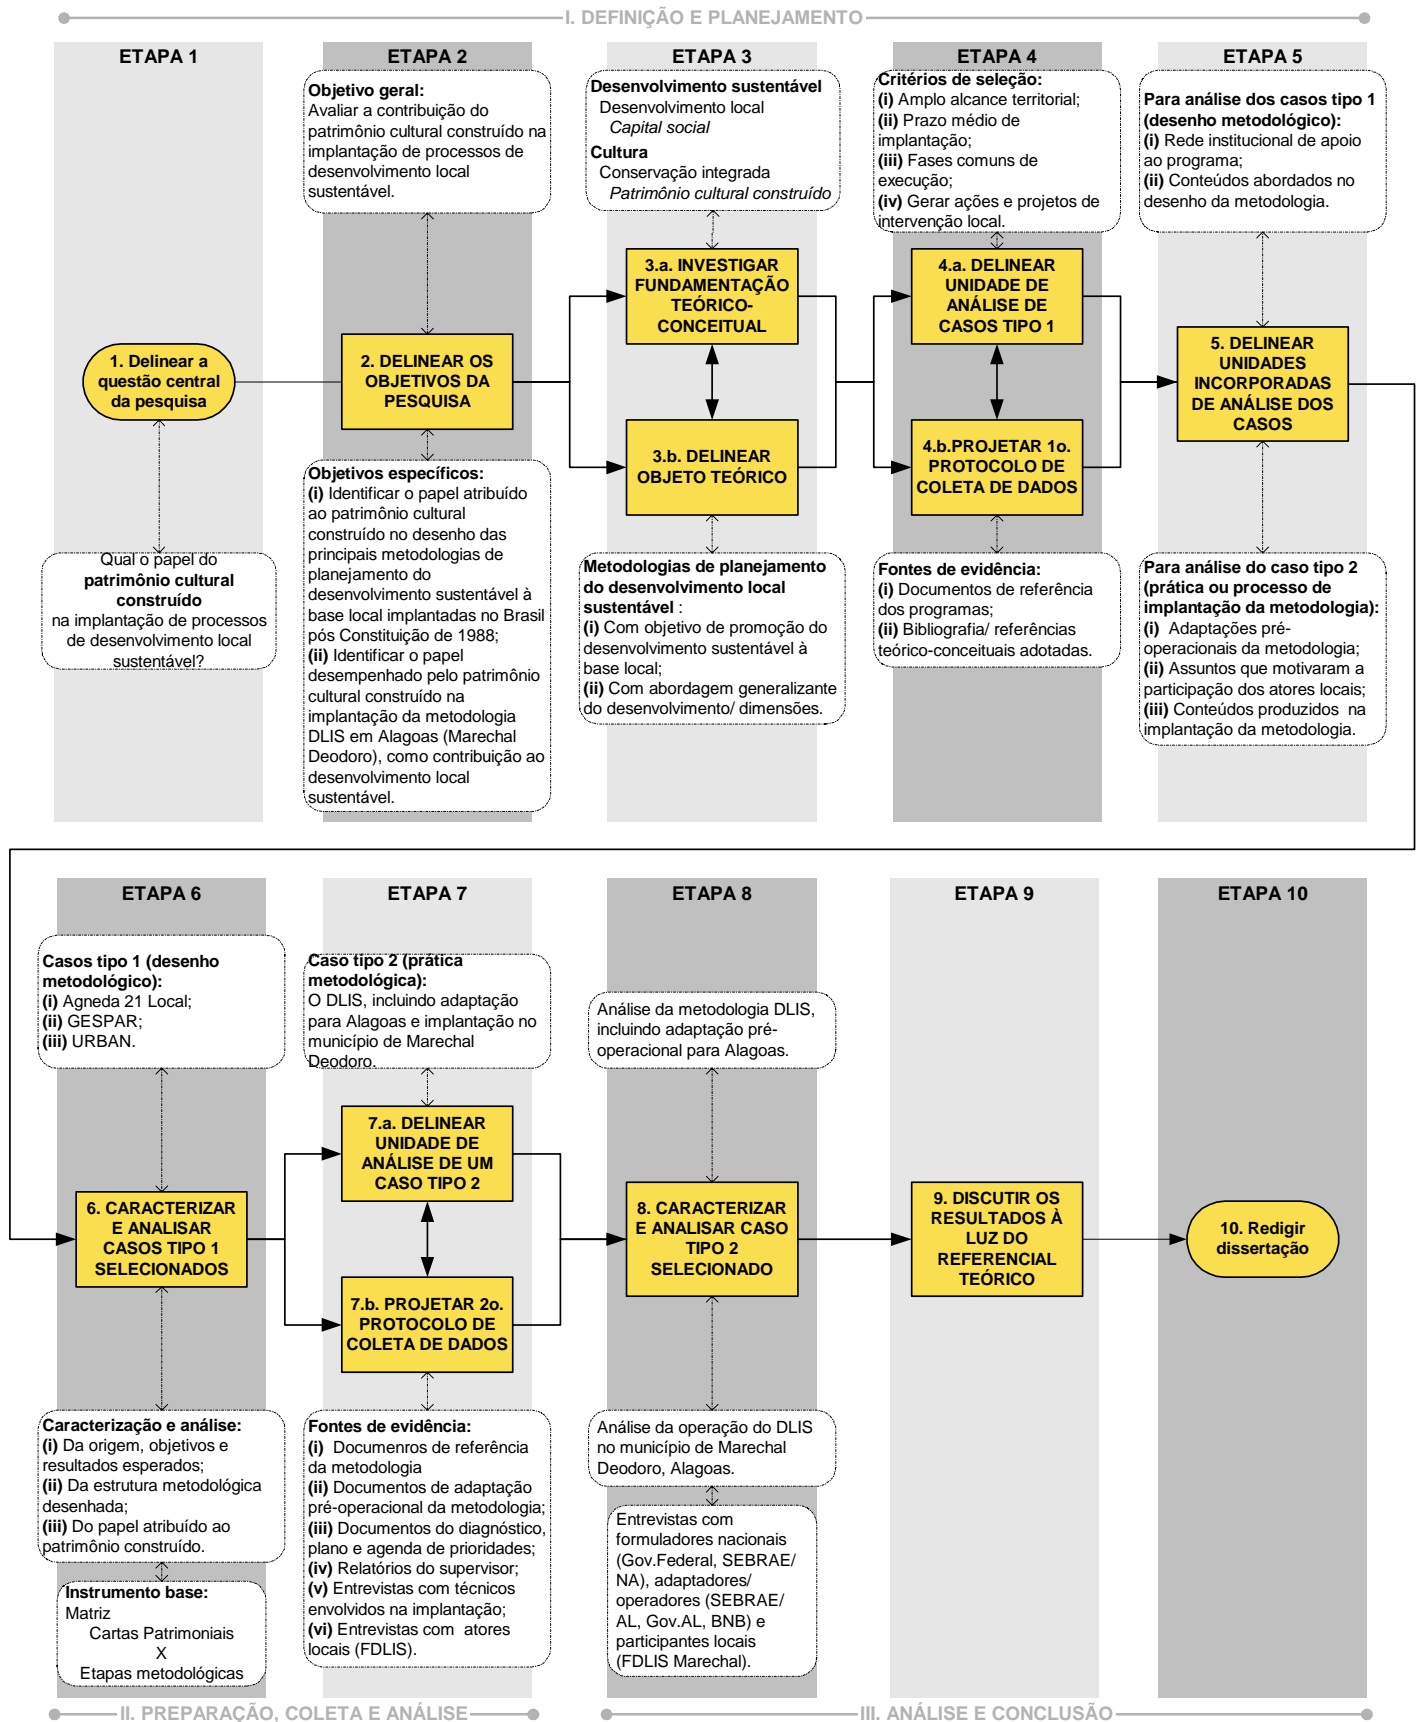 I. DEFINIÇÃO E PLANEJAMENTO
ETAPA 1
ETAPA 2
ETAPA 3
ETAPA 4
ETAPA 5
Objetivo geral:
Avaliar a contribuição do
patrimônio cultural construído na
implantação de processos de
desenvolvimento local
sustentável.
Desenvolvimento sustentável
Desenvolvimento local
Capital social
Cultura
Conservação integrada
Patrimônio cultural construído
Critérios de seleção:
(i) Amplo alcance territorial;
(ii) Prazo médio de
implantação;
(iii) Fases comuns de
execução;
(iv) Gerar ações e projetos de
intervenção local.
Para análise dos casos tipo 1
(desenho metodológico):
(i) Rede institucional de apoio
ao programa;
(ii) Conteúdos abordados no
desenho da metodologia.
1. Delinear a
questão central
da pesquisa
2. DELINEAR OS
OBJETIVOS DA
PESQUISA
3.a. INVESTIGAR
FUNDAMENTAÇÃO
TEÓRICO-
CONCEITUAL
3.b. DELINEAR
OBJETO TEÓRICO
4.a. DELINEAR
UNIDADE DE
ANÁLISE DE
CASOS TIPO 1
4.b.PROJETAR 1o.
PROTOCOLO DE
COLETA DE DADOS
5. DELINEAR
UNIDADES
INCORPORADAS
DE ANÁLISE DOS
CASOS
Qual o papel do
patrimônio cultural
construído
na implantação de processos
de desenvolvimento local
sustentável?
Objetivos específicos:
(i) Identificar o papel atribuído
ao patrimônio cultural
construído no desenho das
principais metodologias de
planejamento do
desenvolvimento sustentável à
base local implantadas no Brasil
pós Constituição de 1988;
(ii) Identificar o papel
desempenhado pelo patrimônio
cultural construído na
implantação da metodologia
DLIS em Alagoas (Marechal
Deodoro), como contribuição ao
desenvolvimento local
sustentável.
Metodologias de planejamento
do desenvolvimento local
sustentável :
(i) Com objetivo de promoção do
desenvolvimento sustentável à
base local;
(ii) Com abordagem generalizante
do desenvolvimento/ dimensões.
Fontes de evidência:
(i) Documentos de referência
dos programas;
(ii) Bibliografia/ referências
teórico-conceituais adotadas.
Para análise do caso tipo 2
(prática ou processo de
implantação da metodologia):
(i) Adaptações pré-
operacionais da metodologia;
(ii) Assuntos que motivaram a
participação dos atores locais;
(iii) Conteúdos produzidos na
implantação da metodologia.
ETAPA 6
ETAPA 7
ETAPA 8
ETAPA 9
ETAPA 10
Casos tipo 1 (desenho
metodológico):
(i) Agneda 21 Local;
(ii) GESPAR;
(iii) URBAN.
Caso tipo 2 (prática
metodológica):
O DLIS, incluindo adaptação
para Alagoas e implantação no
município de Marechal
Deodoro.
Análise da metodologia DLIS,
incluindo adaptação pré-
operacional para Alagoas.
6. CARACTERIZAR
E ANALISAR
CASOS TIPO 1
SELECIONADOS
7.a. DELINEAR
UNIDADE DE
ANÁLISE DE UM
CASO TIPO 2
7.b. PROJETAR 2o.
PROTOCOLO DE
COLETA DE DADOS
8. CARACTERIZAR
E ANALISAR CASO
TIPO 2
SELECIONADO
9. DISCUTIR OS
RESULTADOS À
LUZ DO
REFERENCIAL
TEÓRICO
10. Redigir
dissertação
Caracterização e análise:
(i) Da origem, objetivos e
resultados esperados;
(ii) Da estrutura metodológica
desenhada;
(iii) Do papel atribuído ao
patrimônio construído.
Instrumento base:
Matriz
Cartas Patrimoniais
X
Etapas metodológicas
Fontes de evidência:
(i) Documenros de referência
da metodologia
(ii) Documentos de adaptação
pré-operacional da metodologia;
(iii) Documentos do diagnóstico,
plano e agenda de prioridades;
(iv) Relatórios do supervisor;
(v) Entrevistas com técnicos
envolvidos na implantação;
(vi) Entrevistas com atores
locais (FDLIS).
Análise da operação do DLIS
no município de Marechal
Deodoro, Alagoas.
Entrevistas com
formuladores nacionais
(Gov.Federal, SEBRAE/
NA), adaptadores/
operadores (SEBRAE/
AL, Gov.AL, BNB) e
participantes locais
(FDLIS Marechal).
II. PREPARAÇÃO, COLETA E ANÁLISE
III. ANÁLISE E CONCLUSÃO